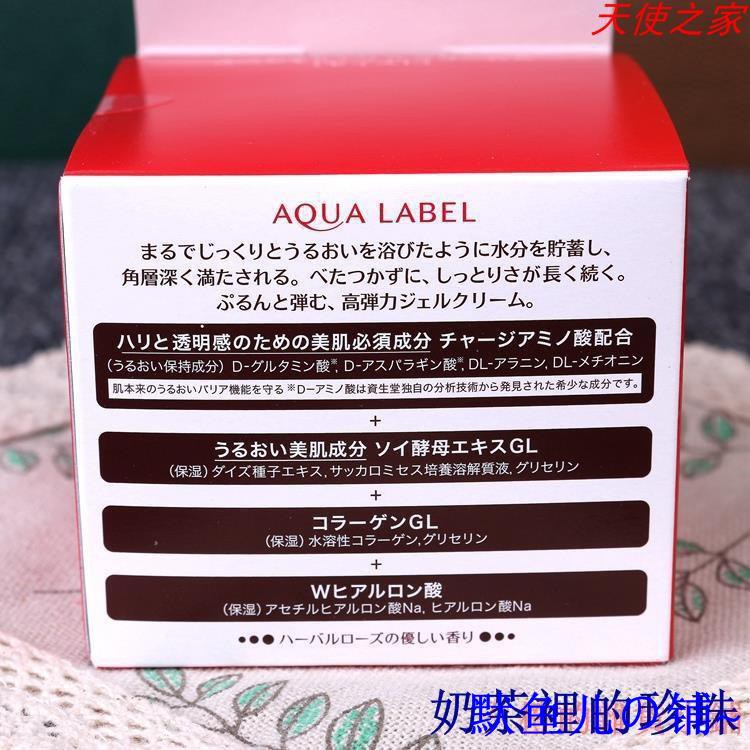 天使之家
AQUA LABEL
まるでじっくりとうるおいを浴びたように水分を貯蓄し、
角層深く満たされる。べたつかずに、しっとりさが長く続く。
ぷるんと弾む、高弾力ジェルクリーム。
ハリと透明感のための美肌必須成分 チャージアミノ酸配合
(うるおい保持成分) D-グルタミン酸※, D-アスパラギン酸※, DL-アラニン, DL-メチオニン
肌本来のうるおいバリア機能を守る ※D-アミノ酸は資生堂独自の分析技術から発見された希少な成分です。
+
うるおい美肌成分 ソイ酵母エキスGL
(保湿) ダイズ種子エキス, サッカロミセス培養溶解質液, グリセリン
+
コラーゲンGL
(保湿) 水溶性コラーゲン, グリセリン
+
Wヒアルロン酸
(保湿) アセチルヒアルロン酸Na, ヒアルロン酸Na
●●● ハーバルローズの優しい香り ●●●
奶茶裡的珍珠